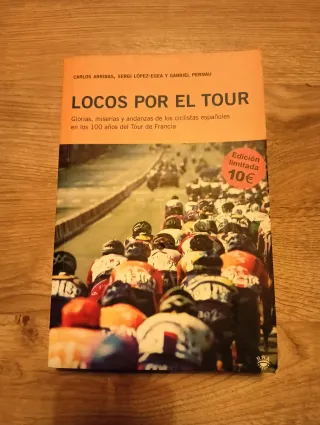 CARLOS ARRIBAS, SERGI LÓPEZ-EGEA Y GABRIEL PERNAU
LOCOS POR EL TOUR
Glorias, miserias y andanzas de los ciclistas españoles
en los 100 años del Tour de Francia
Edición
limitada
10€
RBA